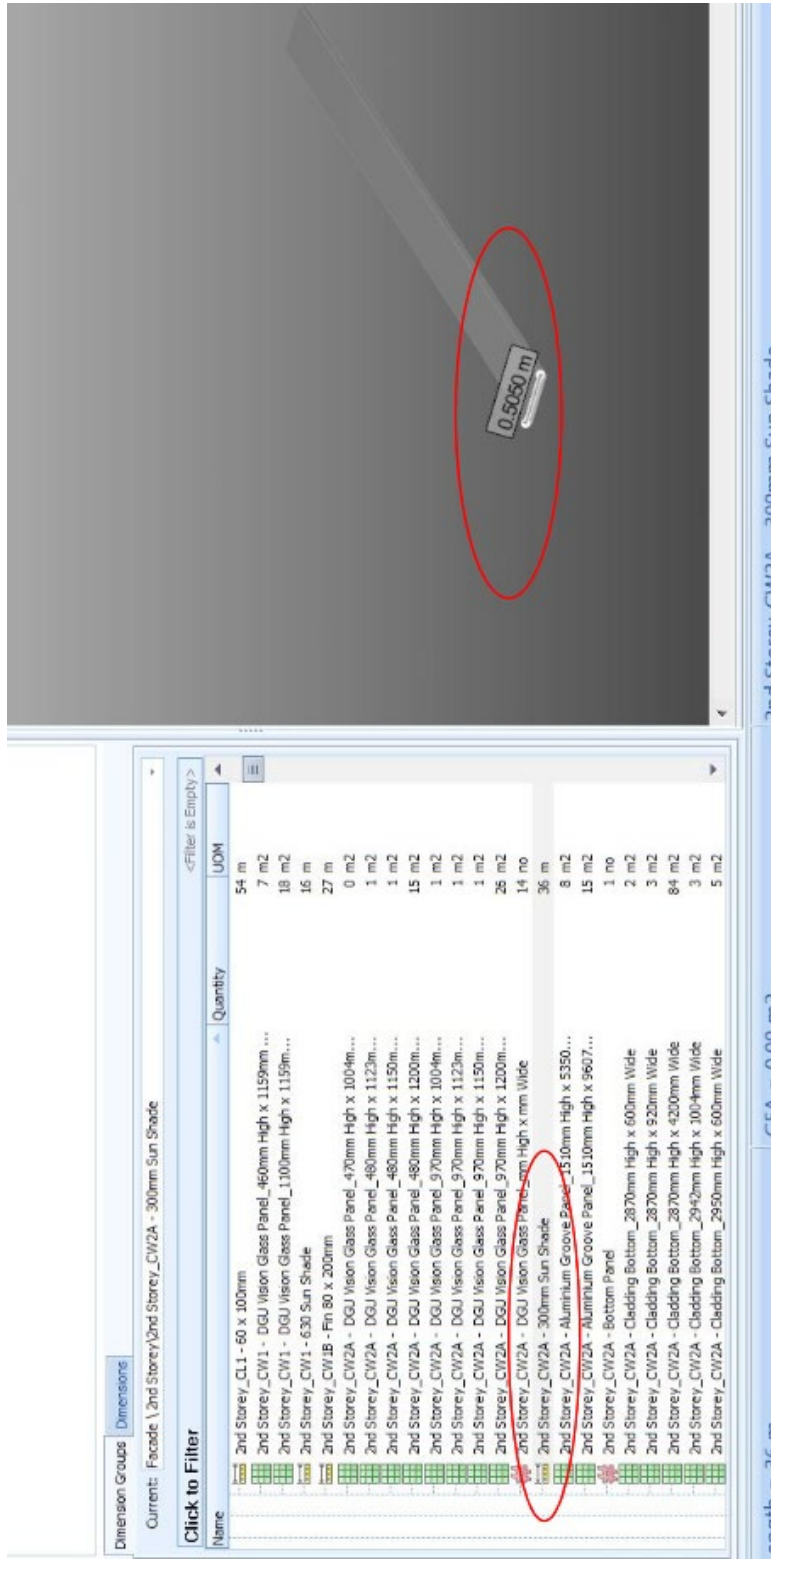 Dimension Groups Dimensions
Current: Facade \ 2nd Storey\2nd Storey_CW2A - 300mm Sun Shade
Click to Filter <Filter is Empty>
Name Quantity UOM
2nd Storey_CL1 - 60 x 100mm 54 m
2nd Storey_CW1 - DGU Vision Glass Panel_460mm High x 1159mm ... 7 m2
2nd Storey_CW1 - DGU Vision Glass Panel_1100mm High x 1159m... 18 m2
2nd Storey_CW1 - 630 Sun Shade 16 m
2nd Storey_CW1B - Fin 80 x 200mm 27 m
2nd Storey_CW2A - DGU Vision Glass Panel_470mm High x 1004m... 0 m2
2nd Storey_CW2A - DGU Vision Glass Panel_480mm High x 1123m... 1 m2
2nd Storey_CW2A - DGU Vision Glass Panel_480mm High x 1150m... 1 m2
2nd Storey_CW2A - DGU Vision Glass Panel_480mm High x 1200m... 15 m2
2nd Storey_CW2A - DGU Vision Glass Panel_970mm High x 1004m... 1 m2
2nd Storey_CW2A - DGU Vision Glass Panel_970mm High x 1123m... 1 m2
2nd Storey_CW2A - DGU Vision Glass Panel_970mm High x 1150m... 1 m2
2nd Storey_CW2A - DGU Vision Glass Panel_970mm High x 1200m... 26 m2
2nd Storey_CW2A - DGU Vision Glass Panel_mm High x mm Wide 14 no
2nd Storey_CW2A - 300mm Sun Shade 36 m
2nd Storey_CW2A - Aluminium Groove Panel_1510mm High x 5350... 8 m2
2nd Storey_CW2A - Aluminium Groove Panel_1510mm High x 9607... 15 m2
2nd Storey_CW2A - Bottom Panel 1 no
2nd Storey_CW2A - Cladding Bottom_2870mm High x 600mm Wide 2 m2
2nd Storey_CW2A - Cladding Bottom_2870mm High x 920mm Wide 3 m2
2nd Storey_CW2A - Cladding Bottom_2870mm High x 4200mm Wide 84 m2
2nd Storey_CW2A - Cladding Bottom_2942mm High x 1004mm Wide 3 m2
2nd Storey_CW2A - Cladding Bottom_2950mm High x 600mm Wide 5 m2
0.5050 m